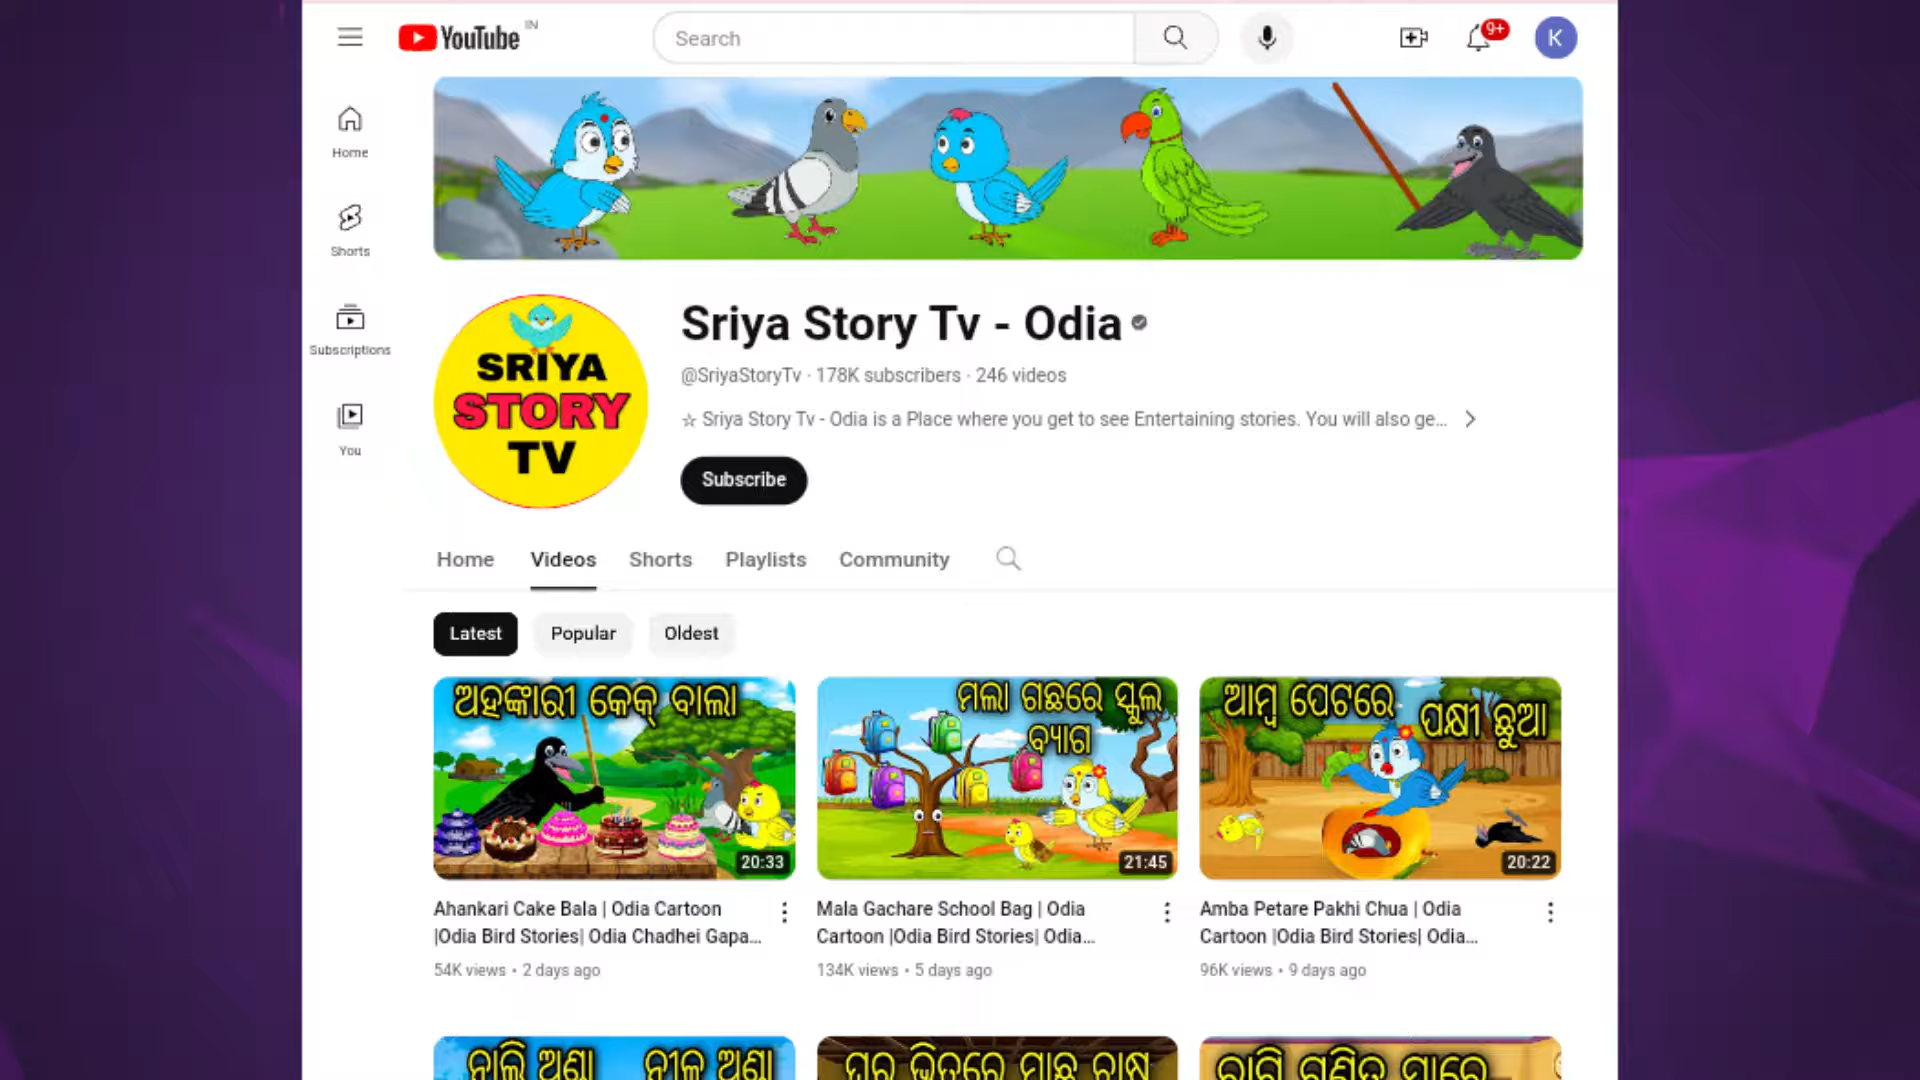 YouTube IN
Search
9+
K
Home
Shorts
Subscriptions
You
SRIYA
STORY
TV
Sriya Story Tv - Odia
@SriyaStoryTv · 178K subscribers · 246 videos
☆ Sriya Story Tv - Odia is a Place where you get to see Entertaining stories. You will also ge...
Subscribe
Home Videos Shorts Playlists Community
Latest Popular Oldest
ଅହଙ୍କାରୀ କେକ୍ ବାଲା
20:33
ମଲା ଗଛରେ ସ୍କୁଲ
ବ୍ୟାଗ
21:45
ଆମ୍ବ ପେଟରେ
ପକ୍ଷୀ ଛୁଆ
20:22
Ahankari Cake Bala | Odia Cartoon
|Odia Bird Stories| Odia Chadhei Gapa...
54K views • 2 days ago
Mala Gachare School Bag | Odia
Cartoon |Odia Bird Stories| Odia...
134K views • 5 days ago
Amba Petare Pakhi Chua | Odia
Cartoon |Odia Bird Stories| Odia...
96K views • 9 days ago
ନାଲି ଅଣ୍ଡା ନୀଳ ଅଣ୍ଡା
ଘର ଭିତରେ ମାଛ ଚାଷ
ରାଗି ଗଣିତ ସାରେ